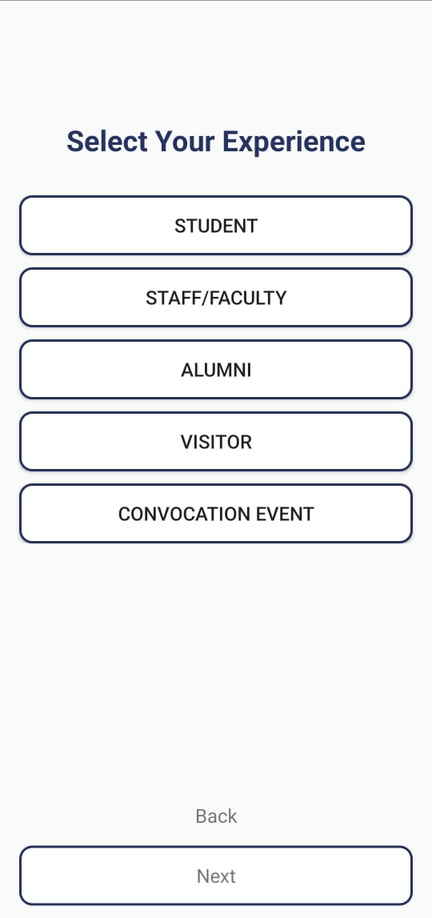 Select Your Experience
STUDENT
STAFF/FACULTY
ALUMNI
VISITOR
CONVOCATION EVENT
Back
Next